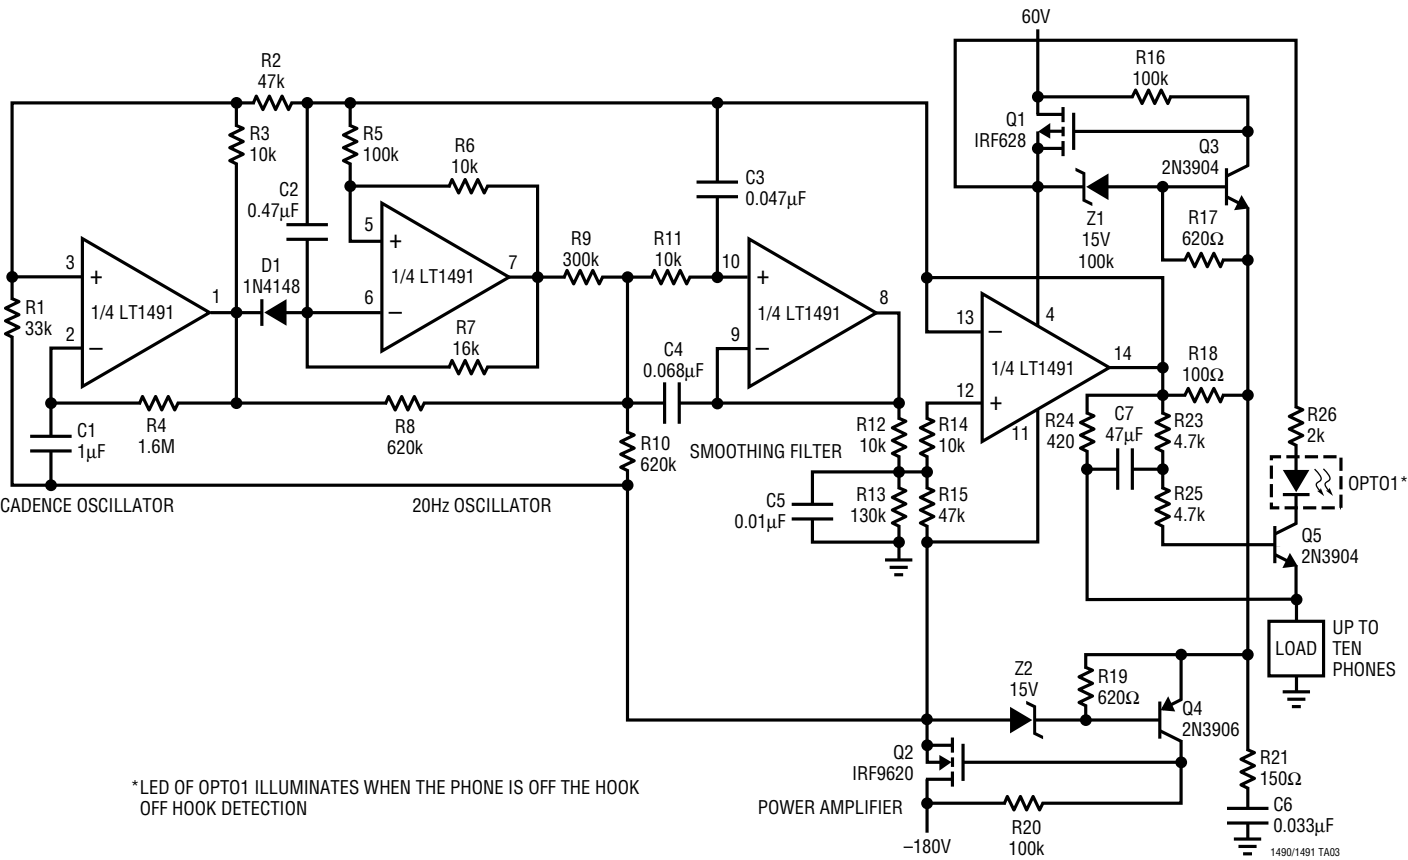 60V
R2
47k
R16
100k
Q1
IRF628
R3
10k
R5
100k
R6
10k
Q3
2N3904
C2
0.47µF
C3
0.047µF
5
+
R9
300k
R11
10k
Z1
15V
100k
R17
620Ω
3
+
D1
1N4148
1/4 LT1491
7
10
+
8
R1
33k
1/4 LT1491
1
6
–
1/4 LT1491
13
–
4
2
–
R7
16k
C4
0.068µF
9
–
1/4 LT1491
14
R18
100Ω
12
+
C1
1µF
R4
1.6M
R8
620k
R10
620k
SMOOTHING FILTER
R12
10k
R14
10k
11
R24
420
C7
47µF
R23
4.7k
R26
2k
CADENCE OSCILLATOR
20Hz OSCILLATOR
C5
0.01µF
R13
130k
R15
47k
R25
4.7k
OPTO1*
Q5
2N3904
LOAD
UP TO
TEN
PHONES
Z2
15V
R19
620Ω
Q4
2N3906
Q2
IRF9620
R21
150Ω
*LED OF OPTO1 ILLUMINATES WHEN THE PHONE IS OFF THE HOOK
OFF HOOK DETECTION
POWER AMPLIFIER
R20
100k
C6
0.033µF
–180V
1490/1491 TA03